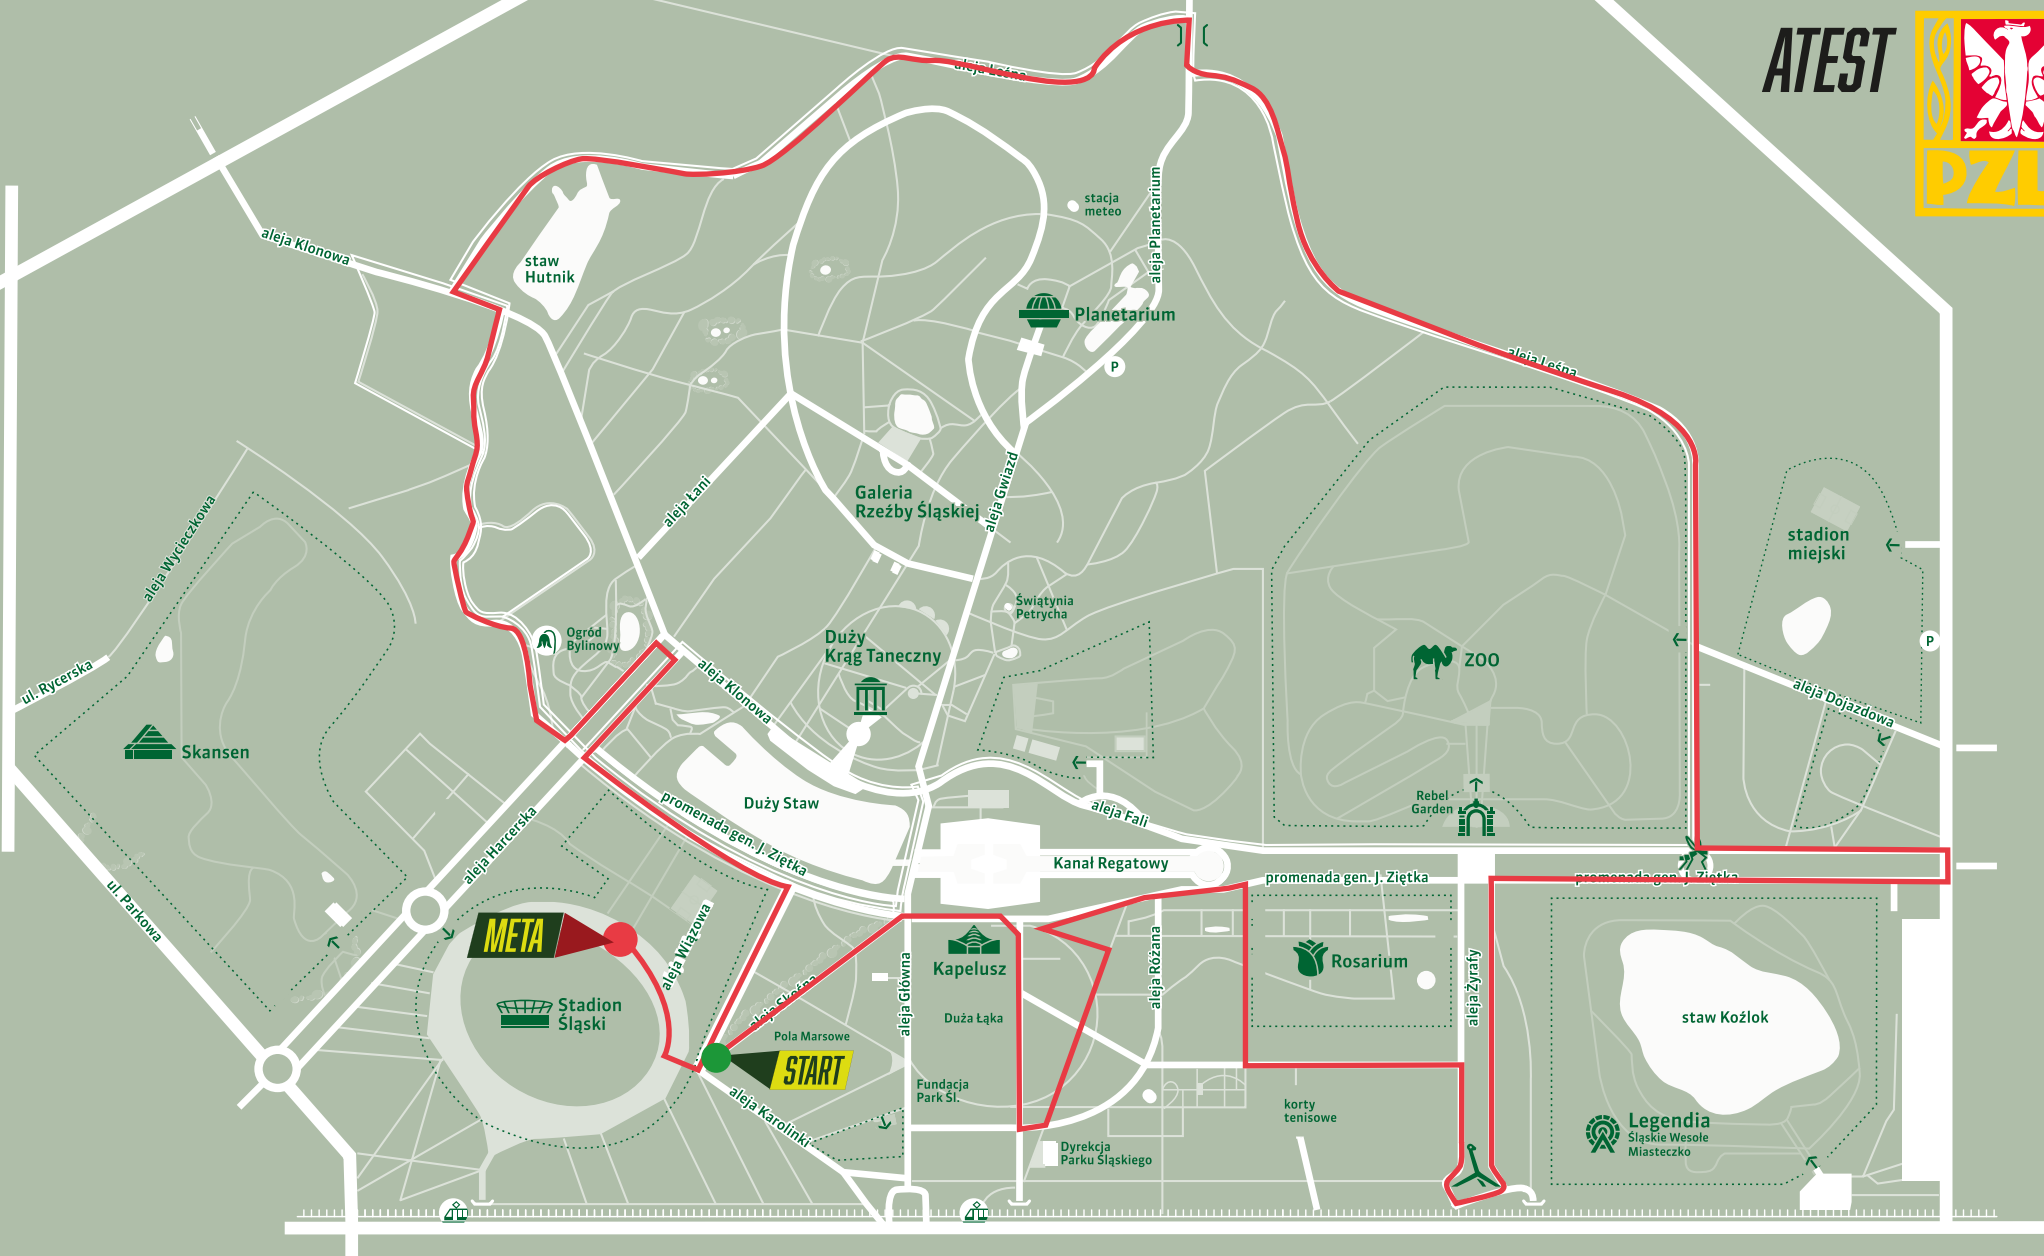 ATEST
PZL
aleja Leśna
aleja Klonowa
staw
Hutnik
stacja
meteo
aleja Planetarium
Planetarium
P
aleja Leśna
aleja Łani
Galeria
Rzeźby Śląskiej
aleja Gwiazd
aleja Wycieczkowa
stadion
miejski
P
Świątynia
Petrycha
Ogród
Bylinowy
Duży
Krąg Taneczny
ZOO
ul. Rycerska
aleja Klonowa
aleja Dojazdowa
Skansen
Duży Staw
promenada gen. J. Ziętka
Rebel
Garden
aleja Fali
aleja Harcerska
Kanał Regatowy
promenada gen. J. Ziętka
promenada gen. J. Ziętka
ul. Parkowa
META
aleja Wiązowa
Kapelusz
aleja Główna
aleja Różana
Rosarium
aleja Żyrafy
Stadion
Śląski
aleja Skośna
Duża Łąka
staw Koźlok
Pola Marsowe
START
Fundacja
Park Śl.
aleja Karolinki
korty
tenisowe
Legendia
Śląskie Wesołe
Miasteczko
Dyrekcja
Parku Śląskiego